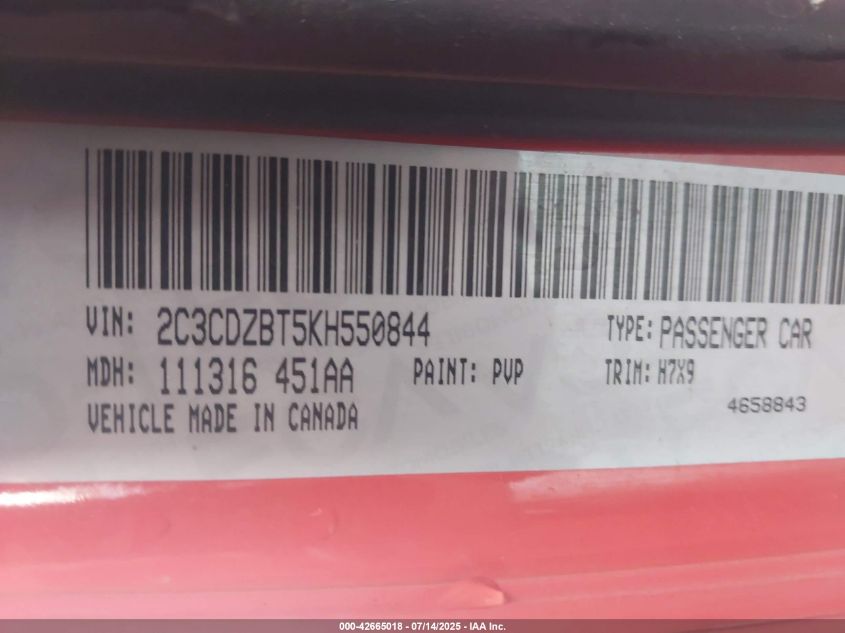 VIN: 2C3CDZBT5KH550844 TYPE: PASSENGER CAR
MDH: 111316 451AA PAINT: PVP TRIM: H7X9
VEHICLE MADE IN CANADA 4658843
000-42665018 - 07/14/2025 - IAA Inc.